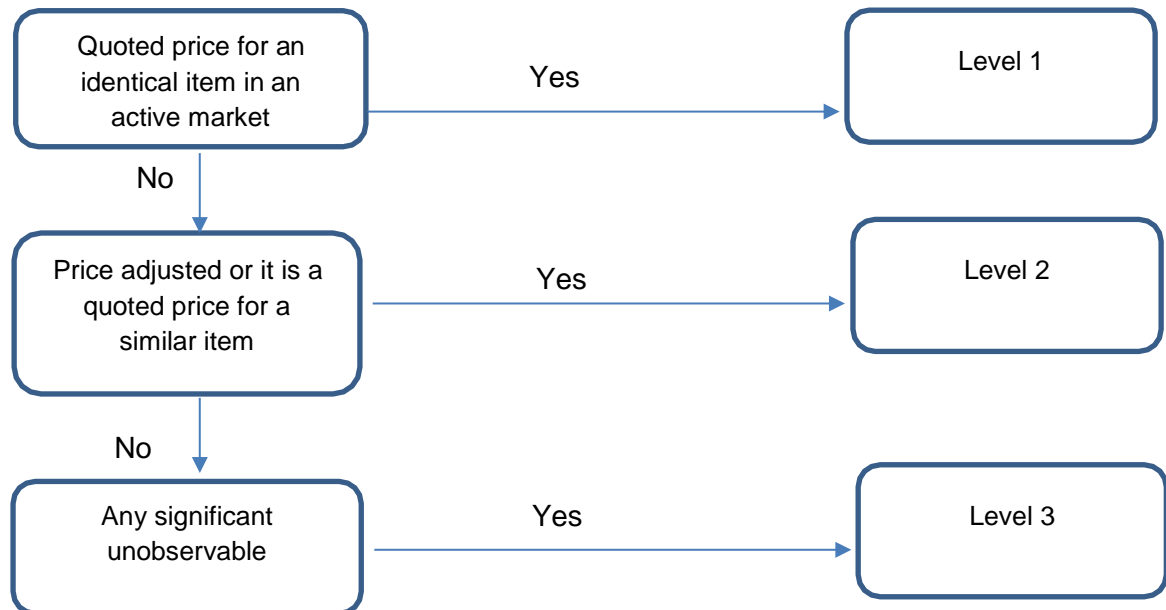 Quoted price for an
identical item in an
active market
Yes
Level 1
No
Price adjusted or it is a
quoted price for a
similar item
Yes
Level 2
No
Any significant
unobservable
Yes
Level 3